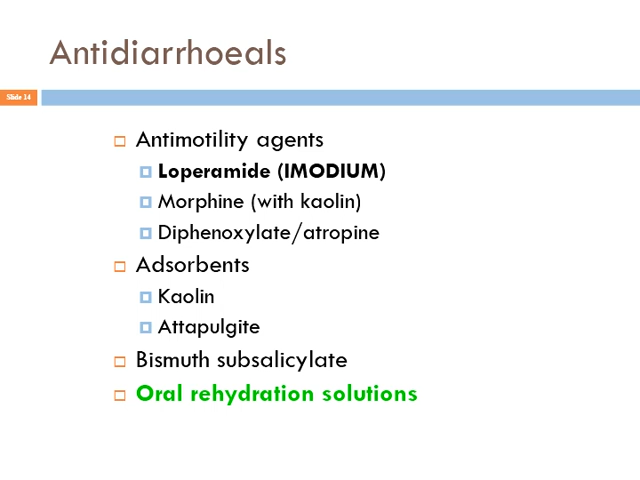 Antidiarrhoeals
Slide 14
Antimotility agents
Loperamide (IMODIUM)
Morphine (with kaolin)
Diphenoxylate/atropine
Adsorbents
Kaolin
Attapulgite
Bismuth subsalicylate
Oral rehydration solutions